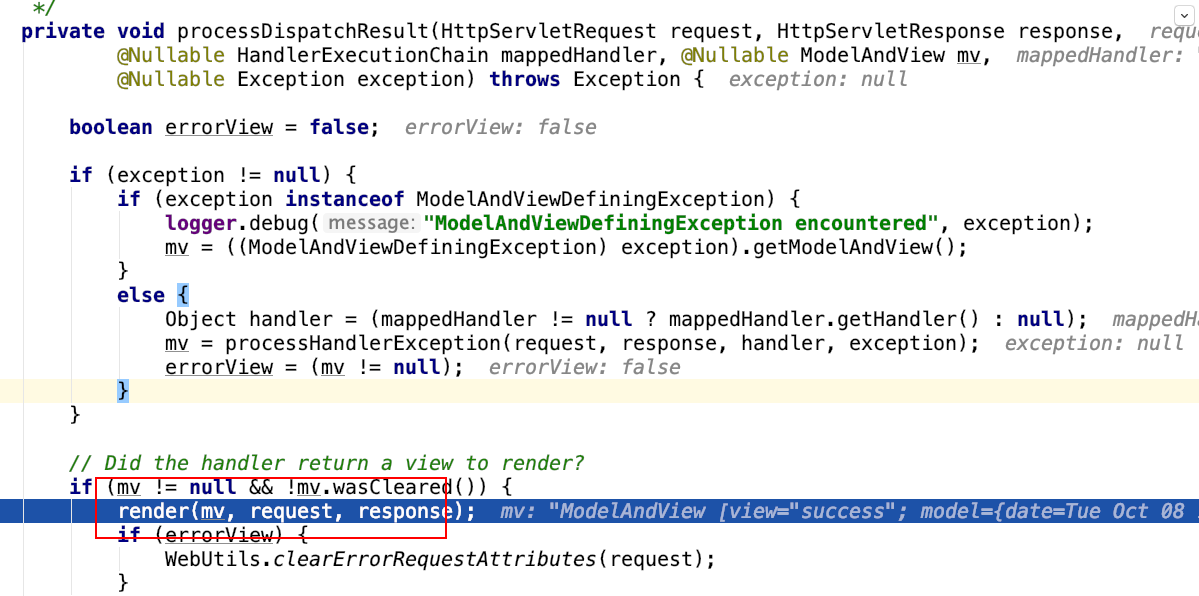 */
private void processDispatchResult(HttpServletRequest request, HttpServletResponse response,
@Nullable HandlerExecutionChain mappedHandler, @Nullable ModelAndView mv, mappedHandler:
@Nullable Exception exception) throws Exception { exception: null
boolean errorView = false; errorView: false
if (exception != null) {
if (exception instanceof ModelAndViewDefiningException) {
logger.debug( message: "ModelAndViewDefiningException encountered", exception);
mv = ((ModelAndViewDefiningException) exception).getModelAndView();
}
else {
Object handler = (mappedHandler != null ? mappedHandler.getHandler() : null);
mv = processHandlerException(request, response, handler, exception); exception: null
errorView = (mv != null); errorView: false
}
}
// Did the handler return a view to render?
if (mv != null && !mv.wasCleared()) {
render(mv, request, response); mv: "ModelAndView [view="success"; model={date=Tue Oct 08
if (errorView) {
WebUtils.clearErrorRequestAttributes(request);
}